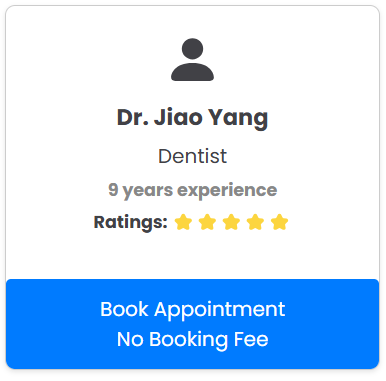 Dr. Jiao Yang
Dentist
9 years experience
Ratings:
Book Appointment
No Booking Fee